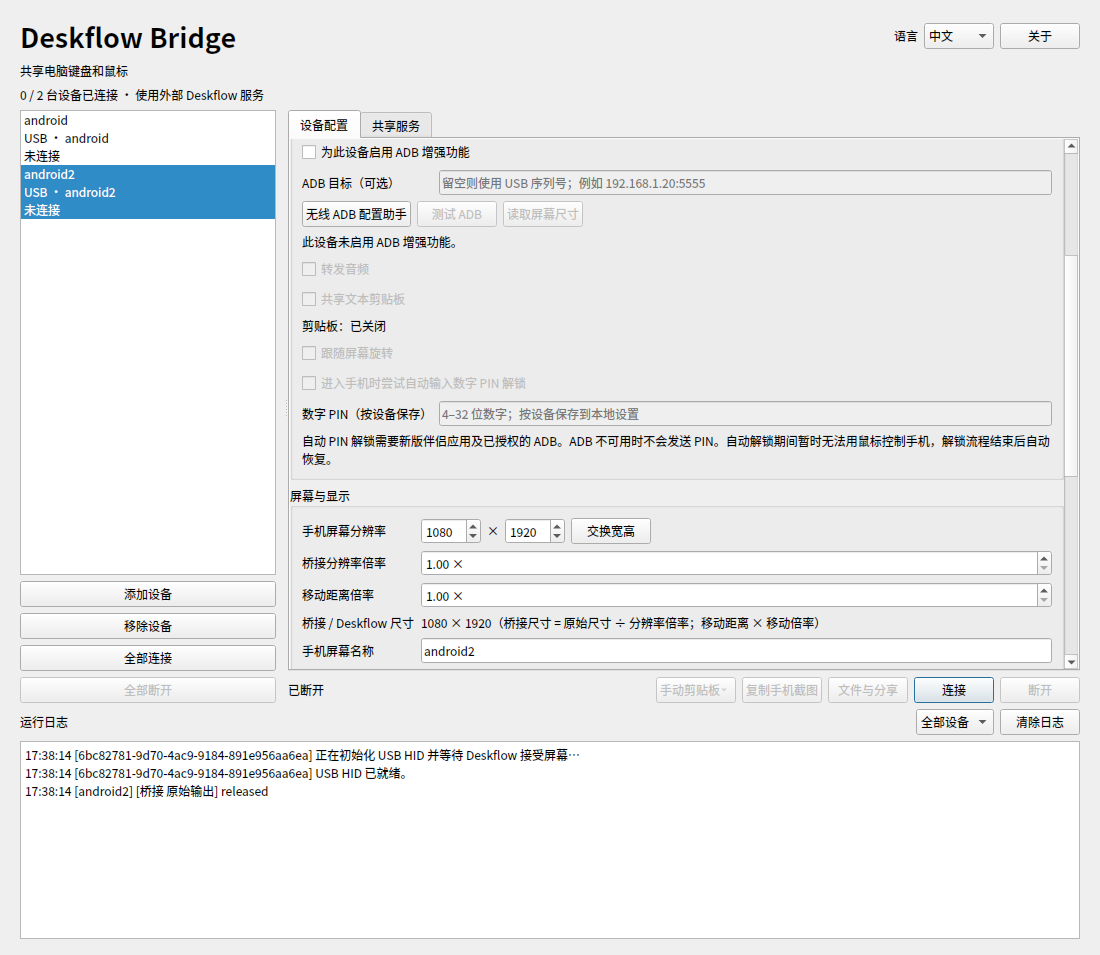 Deskflow Bridge
语言 中文 关于
共享电脑键盘和鼠标
0 / 2 台设备已连接 · 使用外部 Deskflow 服务
android
USB · android
未连接
android2
USB · android2
未连接
添加设备
移除设备
全部连接
全部断开
设备配置 共享服务
为此设备启用 ADB 增强功能
ADB 目标（可选） 留空则使用 USB 序列号；例如 192.168.1.20:5555
无线 ADB 配置助手 测试 ADB 读取屏幕尺寸
此设备未启用 ADB 增强功能。
转发音频
共享文本剪贴板
剪贴板：已关闭
跟随屏幕旋转
进入手机时尝试自动输入数字 PIN 解锁
数字 PIN（按设备保存） 4–32 位数字；按设备保存到本地设置
自动 PIN 解锁需要新版伴侣应用及已授权的 ADB。ADB 不可用时不会发送 PIN。自动解锁期间暂时无法用鼠标控制手机，解锁流程结束后自动
恢复。
屏幕与显示
手机屏幕分辨率 1080 × 1920 交换宽高
桥接分辨率倍率 1.00 ×
移动距离倍率 1.00 ×
桥接 / Deskflow 尺寸 1080 × 1920（桥接尺寸 = 原始尺寸 ÷ 分辨率倍率；移动距离 × 移动倍率）
手机屏幕名称 android2
已断开 手动剪贴板 复制手机截图 文件与分享 连接 断开
运行日志 全部设备 清除日志
17:38:14 [6bc82781-9d70-4ac9-9184-891e956aa6ea] 正在初始化 USB HID 并等待 Deskflow 接受屏幕…
17:38:14 [6bc82781-9d70-4ac9-9184-891e956aa6ea] USB HID 已就绪。
17:38:14 [android2] [桥接 原始输出] released